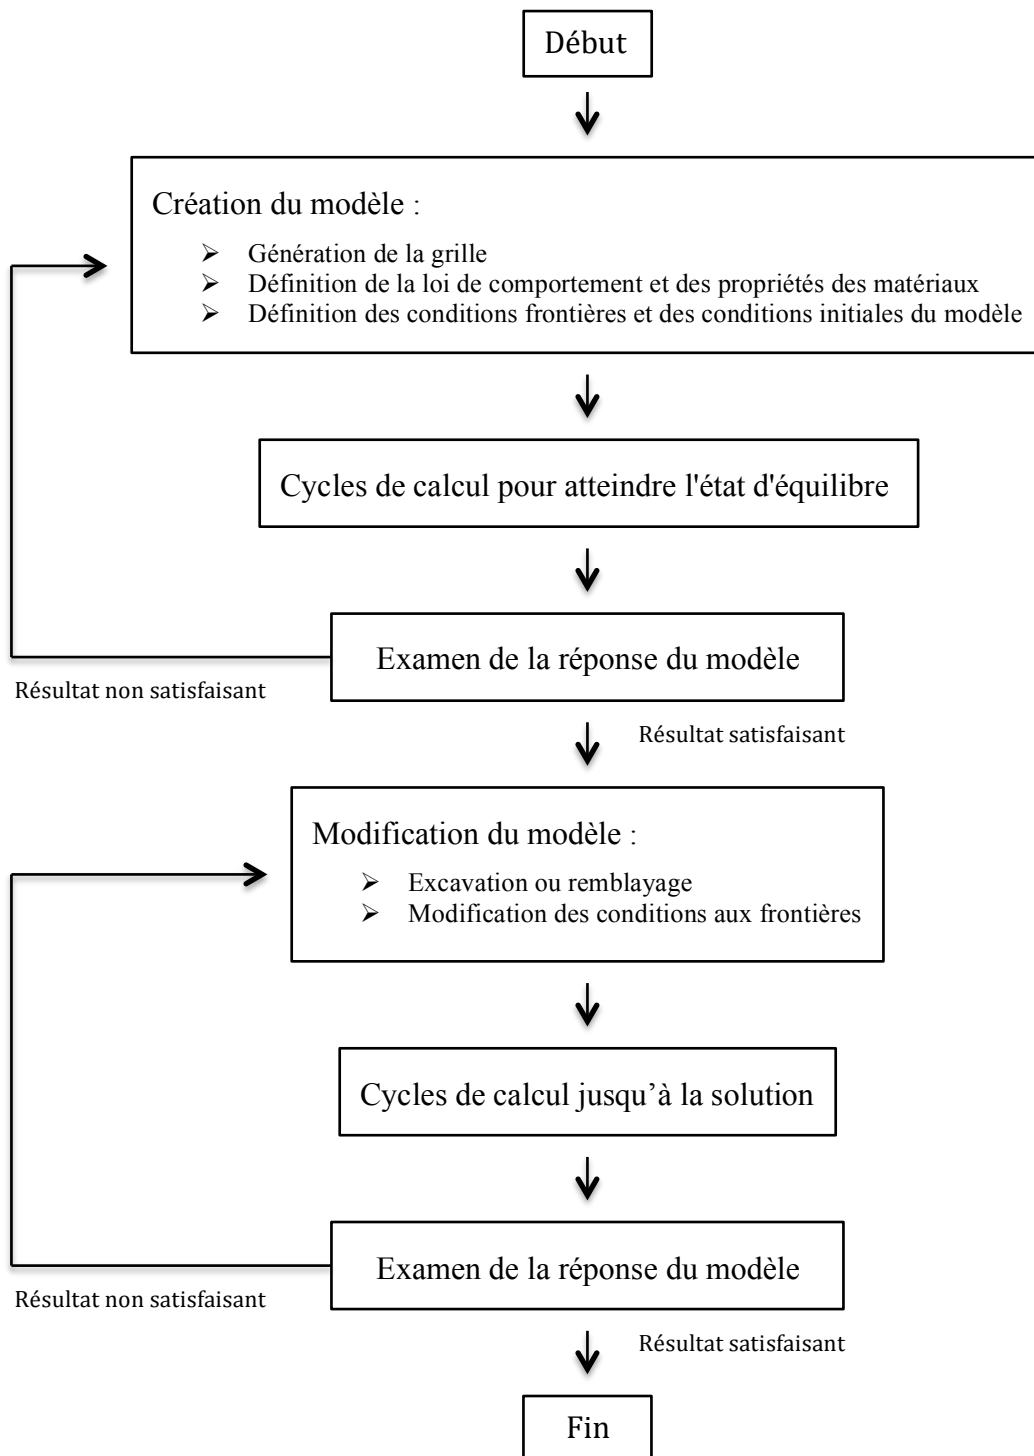 Début
Création du modèle :
➢ Génération de la grille
➢ Définition de la loi de comportement et des propriétés des matériaux
➢ Définition des conditions frontières et des conditions initiales du modèle
Cycles de calcul pour atteindre l'état d'équilibre
Examen de la réponse du modèle
Résultat non satisfaisant
Résultat satisfaisant
Modification du modèle :
➢ Excavation ou remblayage
➢ Modification des conditions aux frontières
Cycles de calcul jusqu’à la solution
Examen de la réponse du modèle
Résultat non satisfaisant
Résultat satisfaisant
Fin